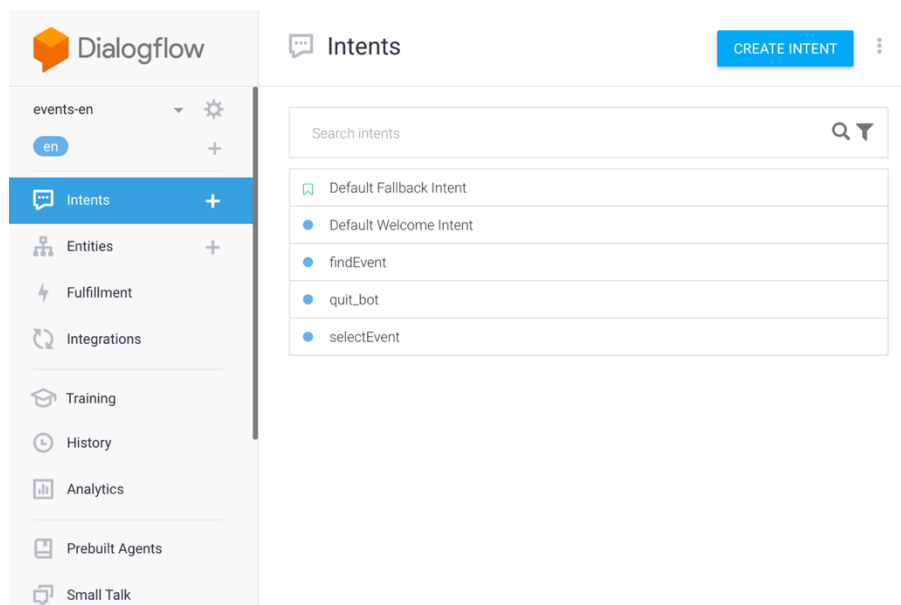 Dialogflow
events-en
en
Intents
Entities
Fulfillment
Integrations
Training
History
Analytics
Prebuilt Agents
Small Talk
Intents
CREATE INTENT
Search intents
Default Fallback Intent
Default Welcome Intent
findEvent
quit_bot
selectEvent